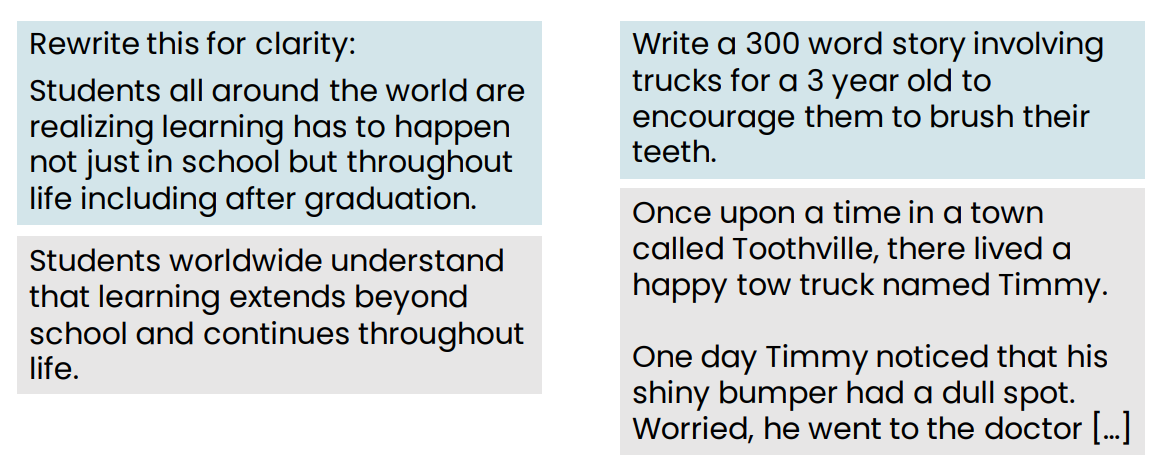 Rewrite this for clarity:
Students all around the world are
realizing learning has to happen
not just in school but throughout
life including after graduation.
Students worldwide understand
that learning extends beyond
school and continues throughout
life.
Write a 300 word story involving
trucks for a 3 year old to
encourage them to brush their
teeth.
Once upon a time in a town
called Toothville, there lived a
happy tow truck named Timmy.
One day Timmy noticed that his
shiny bumper had a dull spot.
Worried, he went to the doctor [...]